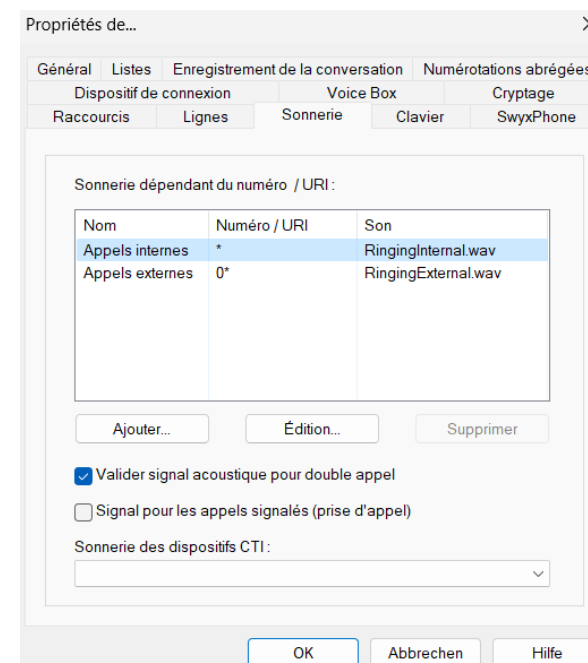 Propriétés de...
Général Listes Enregistrement de la conversation Numérotations abrégées
Dispositif de connexion Voice Box Cryptage
Raccourcis Lignes Sonnerie Clavier SwyxPhone
Sonnerie dépendant du numéro / URI :
Nom Numéro / URI Son
Appels internes * RingingInternal.wav
Appels externes 0* RingingExternal.wav
Ajouter... Édition... Supprimer
Valider signal acoustique pour double appel
Signal pour les appels signalés (prise d'appel)
Sonnerie des dispositifs CTI :
OK Abbrechen Hilfe